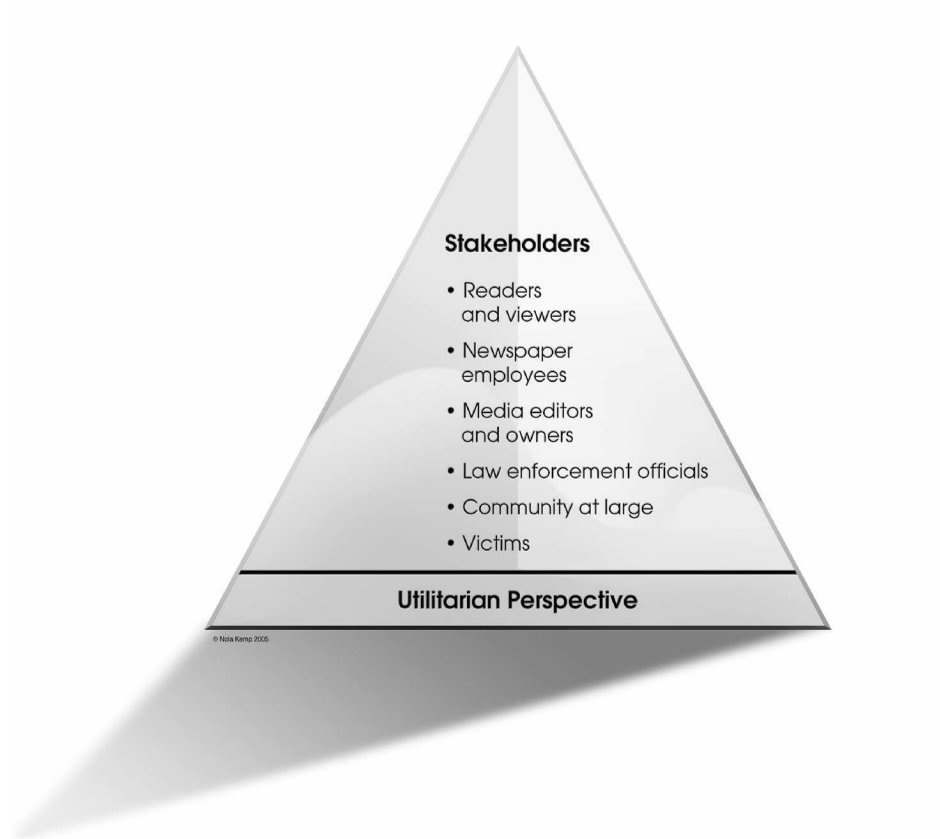 Stakeholders
• Readers
and viewers
• Newspaper
employees
• Media editors
and owners
• Law enforcement officials
• Community at large
• Victims
Utilitarian Perspective
© Nola Kemp 2005